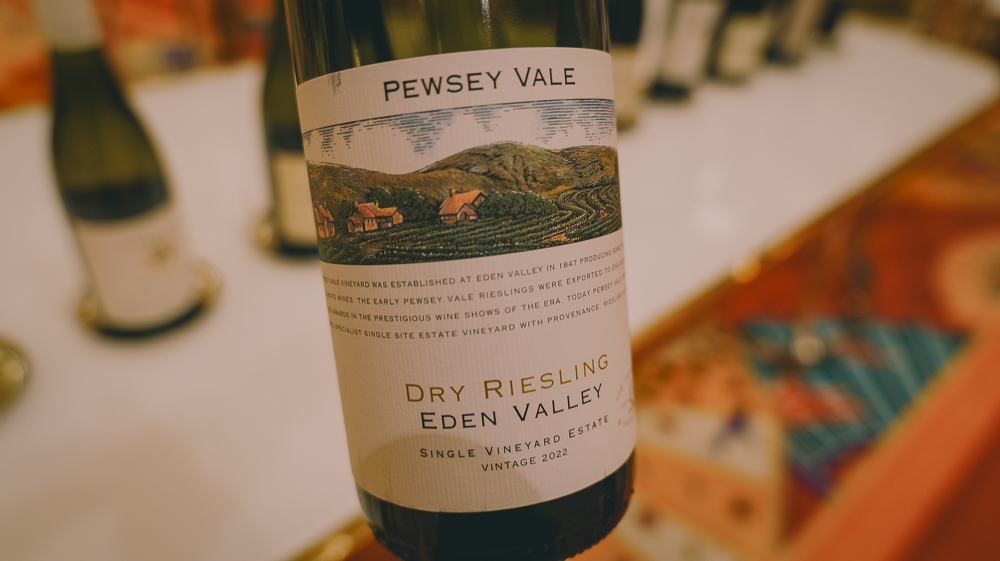 PEWSEY VALE
VALE VINEYARD WAS ESTABLISHED AT EDEN VALLEY IN 1847 PRODUCING
WINES. THE EARLY PEWSEY VALE RIESLINGS WERE EXPORTED TO
AWARDS IN THE PRESTIGIOUS WINE SHOWS OF THE ERA. TODAY PEWSEY
SPECIALIST SINGLE SITE ESTATE VINEYARD WITH PROVENANCE.
DRY RIESLING
EDEN VALLEY
SINGLE VINEYARD ESTATE
VINTAGE 2022